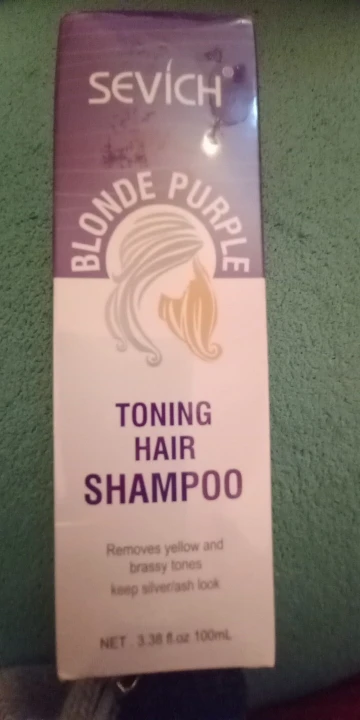 SEVICH®
BLONDE PURPLE
TONING
HAIR
SHAMPOO
Removes yellow and
brassy tones
keep silver/ash look
NET 3.38 fl.oz 100mL